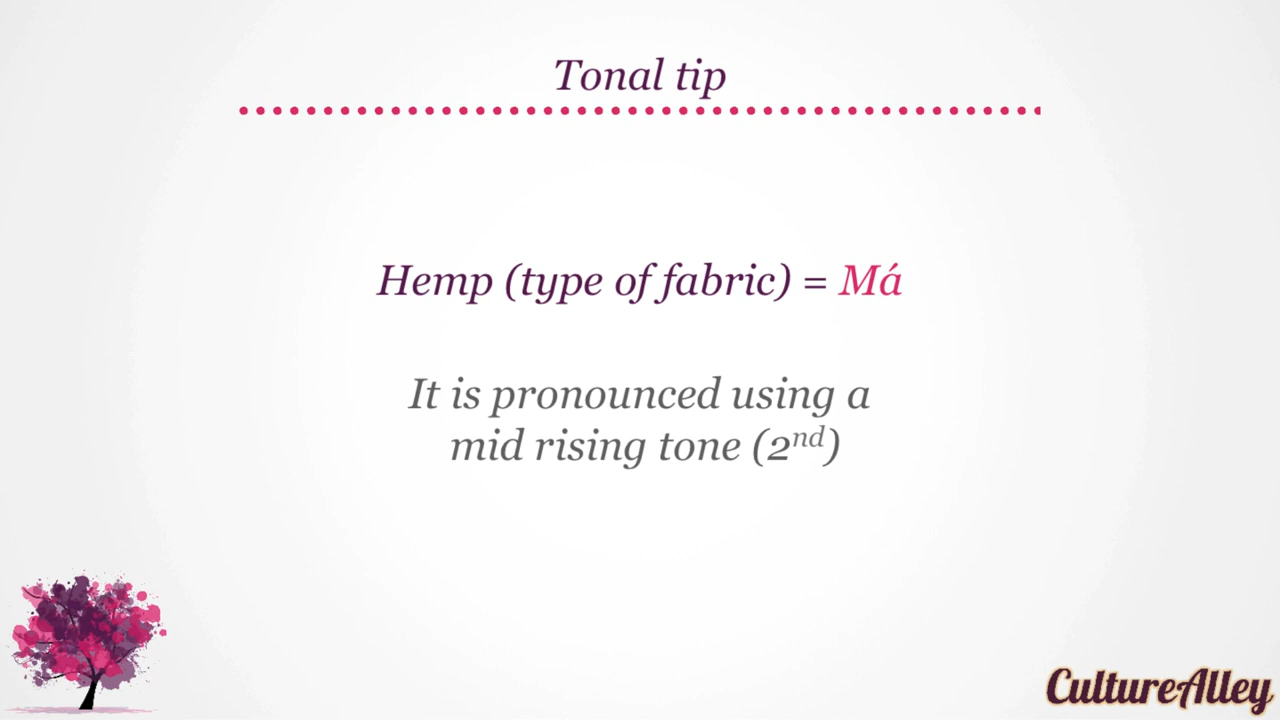 Tonal tip
Hemp (type of fabric) = Má
It is pronounced using a
mid rising tone (2nd)
CultureAlley